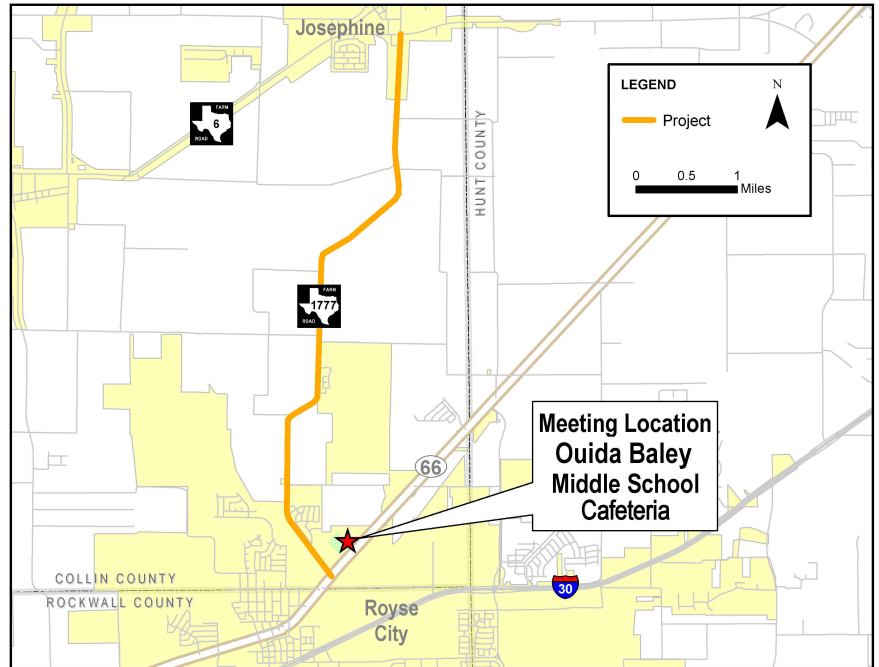 Josephine
LEGEND
N
Project
0 0.5 1
Miles
FARM
6
ROAD
HUNT COUNTY
FARM
1777
ROAD
Meeting Location
Ouida Baley
Middle School
Cafeteria
66
30
COLLIN COUNTY
ROCKWALL COUNTY
Royse
City